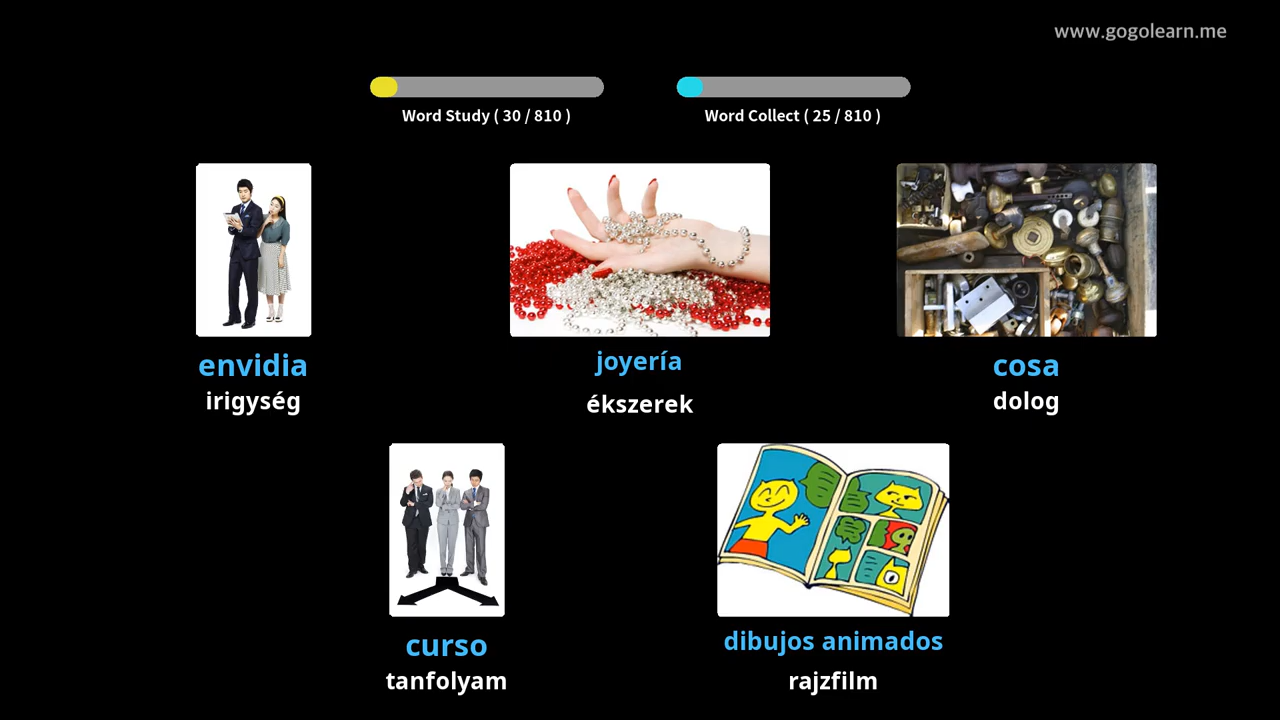 www.gogolearn.me
Word Study ( 30 / 810 )
Word Collect ( 25 / 810 )
envidia
irigység
joyería
ékszerek
cosa
dolog
curso
tanfolyam
dibujos animados
rajzfilm